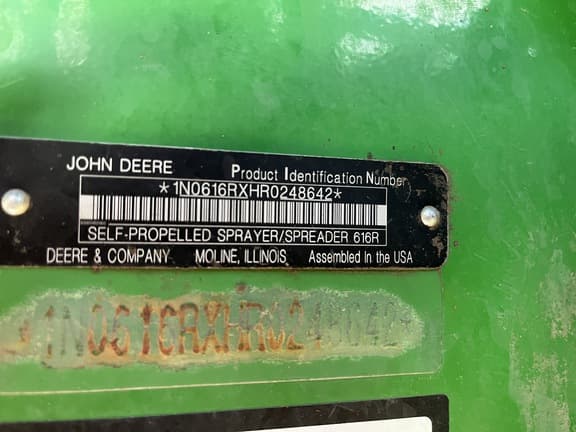 JOHN DEERE Product Identification Number
*1N0616RXHR0248642*
SELF-PROPELLED SPRAYER/SPREADER 616R
DEERE & COMPANY MOLINE, ILLINOIS Assembled in the USA
1N0616RXHR0248642*